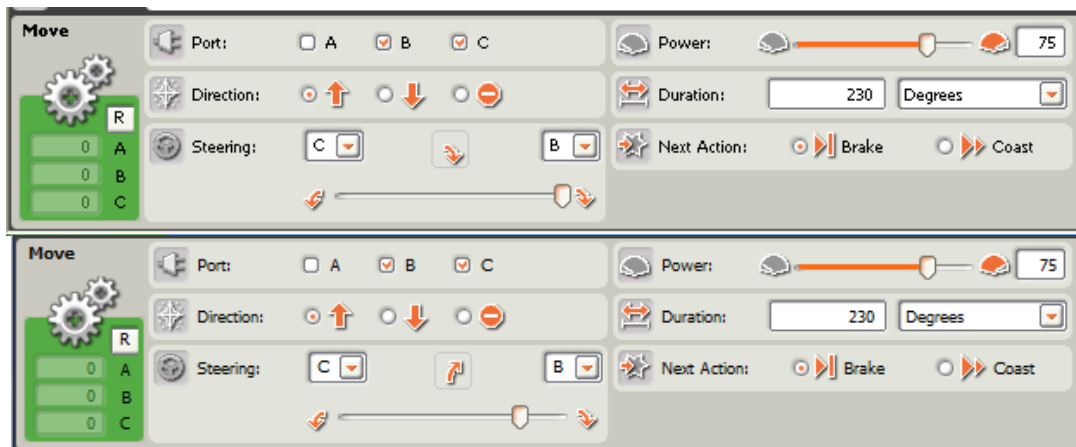 Move
Port: A B C Power: 75
Direction: Duration: 230 Degrees
R
0 A Steering: C B Next Action: Brake Coast
0 B
0 C
Move
Port: A B C Power: 75
Direction: Duration: 230 Degrees
R
0 A Steering: C B Next Action: Brake Coast
0 B
0 C